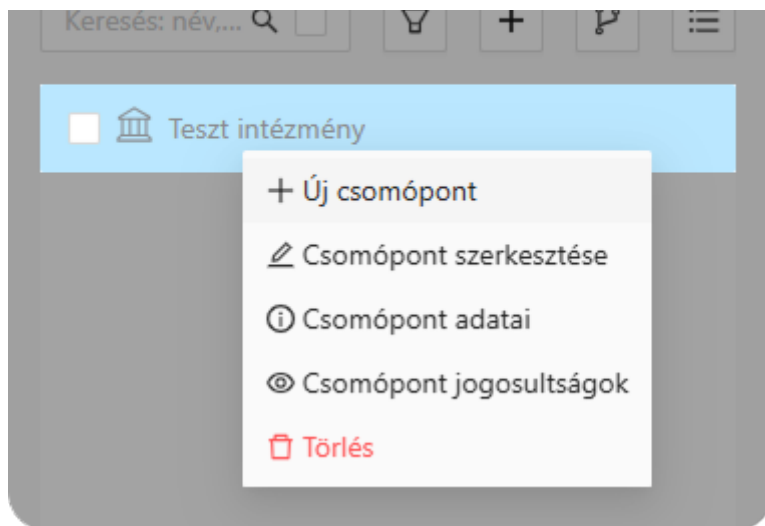 Keresés: név,...
Teszt intézmény
Új csomópont
Csomópont szerkesztése
Csomópont adatai
Csomópont jogosultságok
Törlés